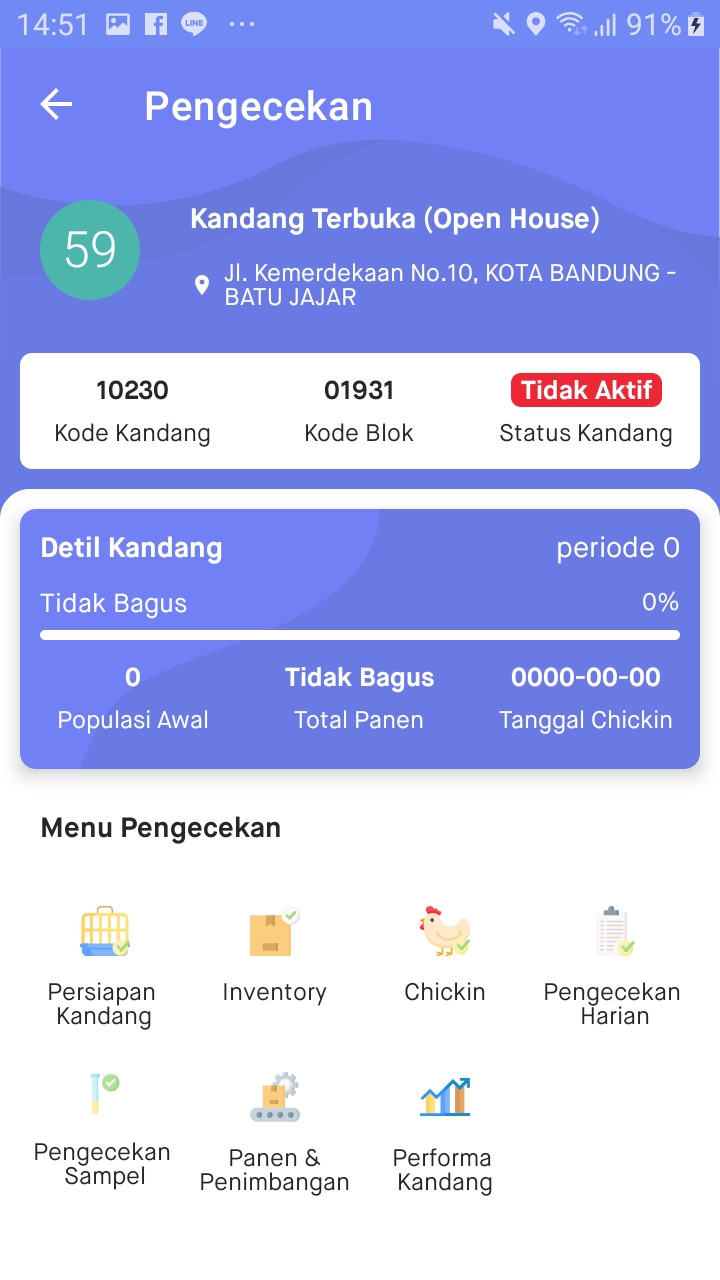 14:51 LINE 91%
Pengecekan
59
Kandang Terbuka (Open House)
Jl. Kemerdekaan No.10, KOTA BANDUNG -
BATU JAJAR
10230 01931 Tidak Aktif
Kode Kandang Kode Blok Status Kandang
Detil Kandang periode 0
Tidak Bagus 0%
0 Tidak Bagus 0000-00-00
Populasi Awal Total Panen Tanggal Chickin
Menu Pengecekan
Persiapan Inventory Chickin Pengecekan
Kandang Harian
Pengecekan Panen & Performa
Sampel Penimbangan Kandang